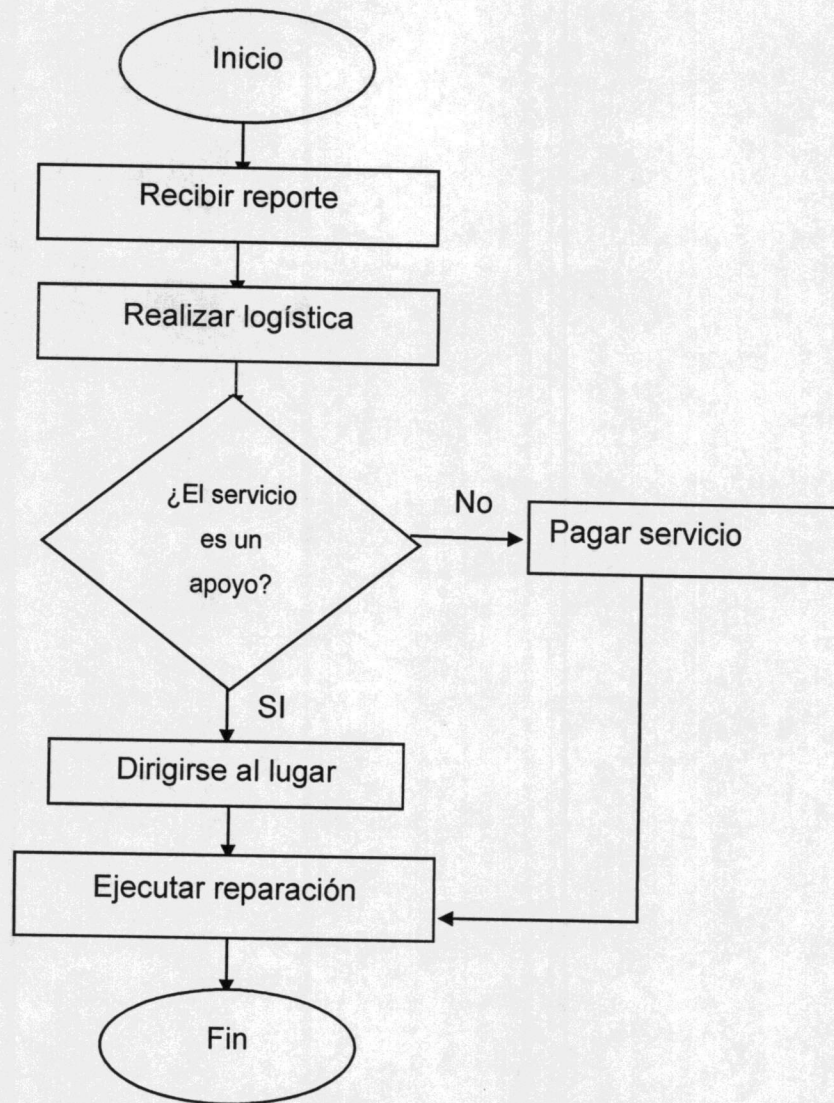 Inicio
Recibir reporte
Realizar logística
¿El servicio
es un
apoyo?
No
Pagar servicio
SI
Dirigirse al lugar
Ejecutar reparación
Fin